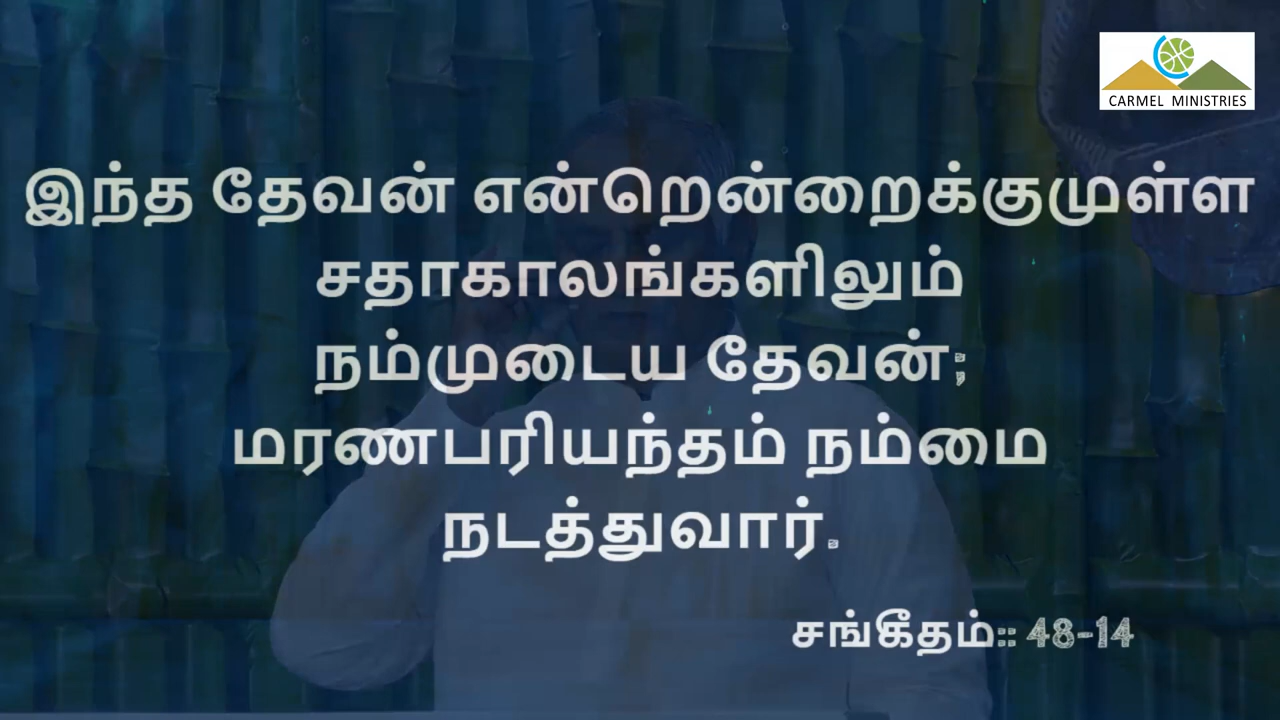 CARMEL MINISTRIES
இந்த தேவன் என்றென்றைக்குமுள்ள
சதாகாலங்களிலும்
நம்முடைய தேவன்;
மரணபரியந்தம் நம்மை
நடத்துவார்.
சங்கீதம்:: 48-14